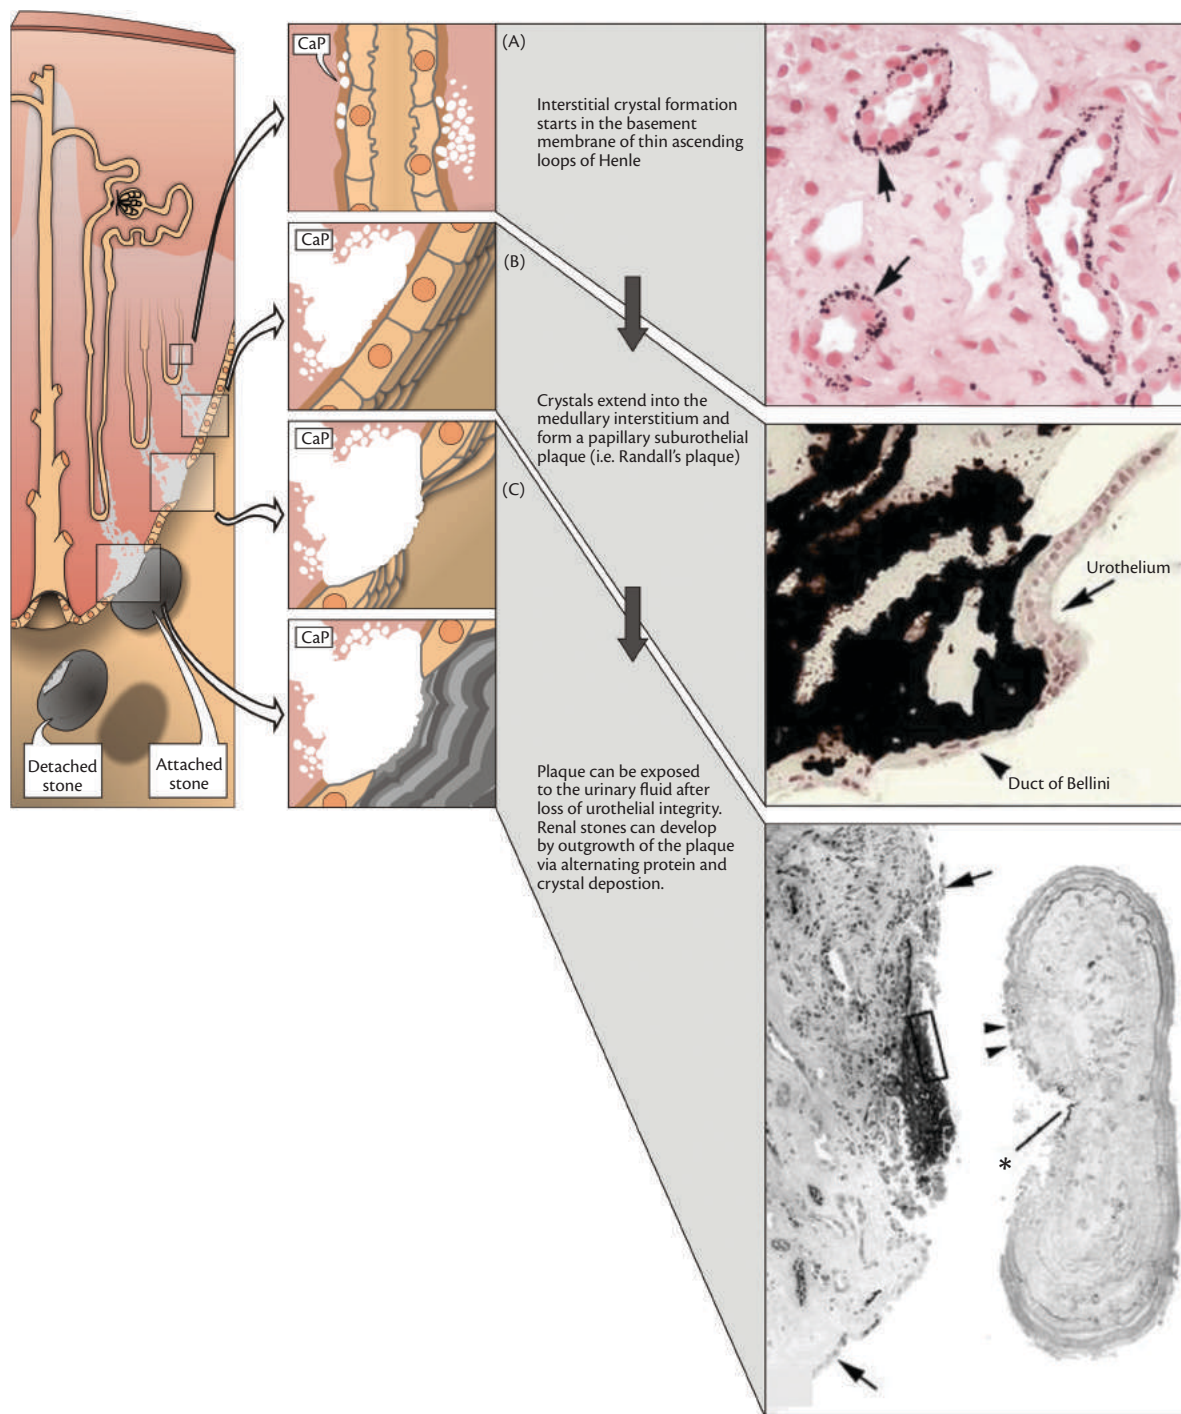 CaP
(A)
Interstitial crystal formation
starts in the basement
membrane of thin ascending
loops of Henle
CaP
(B)
Crystals extend into the
medullary interstitium and
form a papillary suburothelial
plaque (i.e. Randall's plaque)
CaP
(C)
Urothelium
Duct of Bellini
CaP
Detached
stone
Attached
stone
Plaque can be exposed
to the urinary fluid after
loss of urothelial integrity.
Renal stones can develop
by outgrowth of the plaque
via alternating protein and
crystal depostion.
*